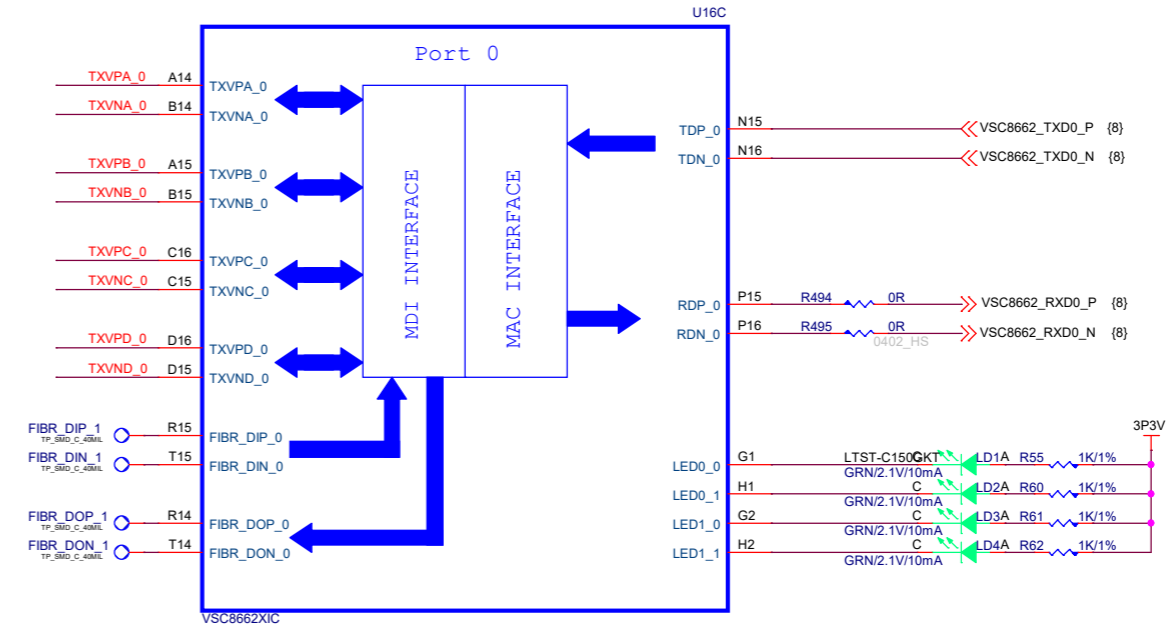 U16C
Port 0
TXVPA_0 A14 TXVPA_0
TXVNA_0 B14 TXVNA_0
TXVPB_0 A15 TXVPB_0
TXVNB_0 B15 TXVNB_0
TXVPC_0 C16 TXVPC_0
TXVNC_0 C15 TXVNC_0
TXVPD_0 D16 TXVPD_0
TXVND_0 D15 TXVND_0
FIBR_DIP_1 R15 FIBR_DIP_0
TP_SMD_C_40MIL
FIBR_DIN_1 T15 FIBR_DIN_0
TP_SMD_C_40MIL
FIBR_DOP_1 R14 FIBR_DOP_0
TP_SMD_C_40MIL
FIBR_DON_1 T14 FIBR_DON_0
TP_SMD_C_40MIL
MDI INTERFACE
MAC INTERFACE
TDP_0 N15 VSC8662_TXD0_P {8}
TDN_0 N16 VSC8662_TXD0_N {8}
RDP_0 P15 R494 0R VSC8662_RXD0_P {8}
RDN_0 P16 R495 0R VSC8662_RXD0_N {8}
0402_HS
3P3V
LED0_0 G1 LTST-C150GKT C LD1 A R55 1K/1%
GRN/2.1V/10mA
LED0_1 H1 C LD2 A R60 1K/1%
GRN/2.1V/10mA
LED1_0 G2 C LD3 A R61 1K/1%
GRN/2.1V/10mA
LED1_1 H2 C LD4 A R62 1K/1%
GRN/2.1V/10mA
VSC8662XIC